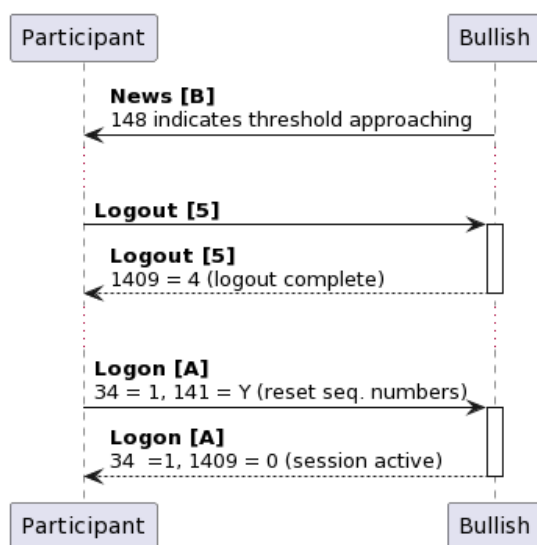 Participant
Bullish
News [B]
148 indicates threshold approaching
Logout [5]
Logout [5]
1409 = 4 (logout complete)
Logon [A]
34 = 1, 141 = Y (reset seq. numbers)
Logon [A]
34  =1, 1409 = 0 (session active)
Participant
Bullish